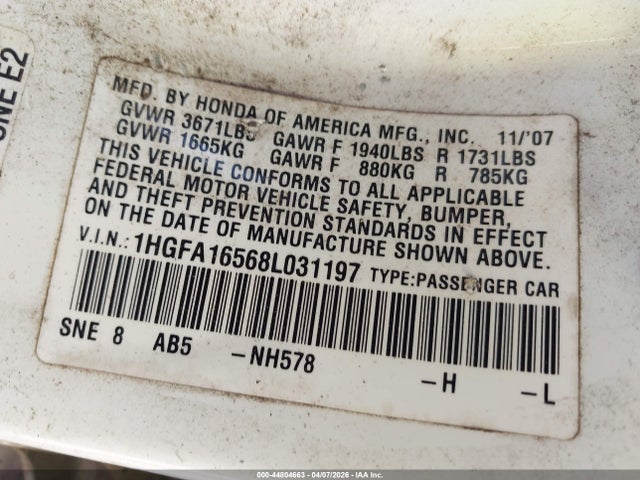 SNE E2
MFD. BY HONDA OF AMERICA MFG., INC. 11/'07
GVWR 3671LBS GAWR F 1940LBS R 1731LBS
GVWR 1665KG GAWR F 880KG R 785KG
THIS VEHICLE CONFORMS TO ALL APPLICABLE
FEDERAL MOTOR VEHICLE SAFETY, BUMPER,
AND THEFT PREVENTION STANDARDS IN EFFECT
ON THE DATE OF MANUFACTURE SHOWN ABOVE.
V.I.N.: 1HGFA16568L031197 TYPE:PASSENGER CAR
SNE 8 AB5 -NH578 -H -L
000-44804663 - 04/07/2026 - IAA Inc.